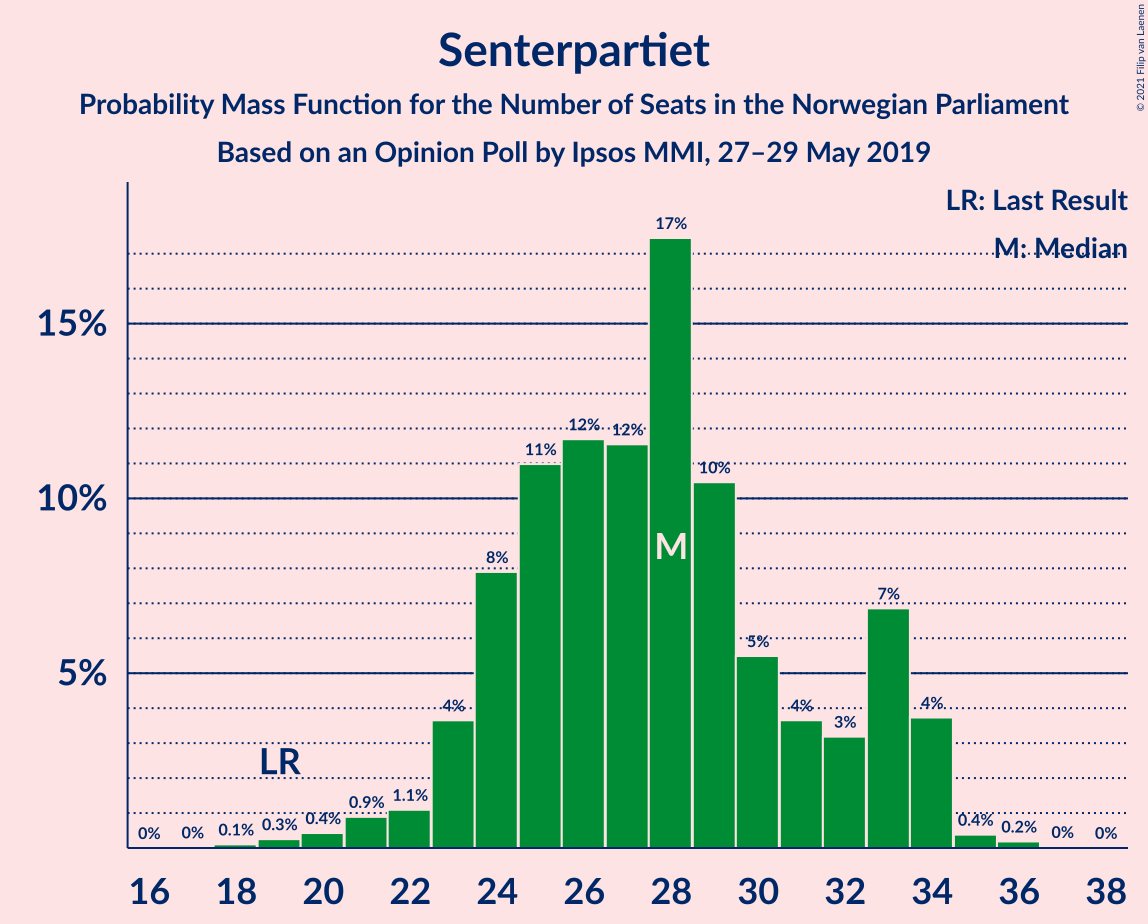 Senterpartiet
Probability Mass Function for the Number of Seats in the Norwegian Parliament
Based on an Opinion Poll by Ipsos MMI, 27–29 May 2019
© 2021 Filip van Laenen
LR: Last Result
M: Median
15%
10%
5%
0% 0% 0.1% 0.3% 0.4% 0.9% 1.1% 4% 8% 11% 12% 12% 17% 10% 5% 4% 3% 7% 4% 0.4% 0.2% 0% 0%
LR
M
16 18 20 22 24 26 28 30 32 34 36 38